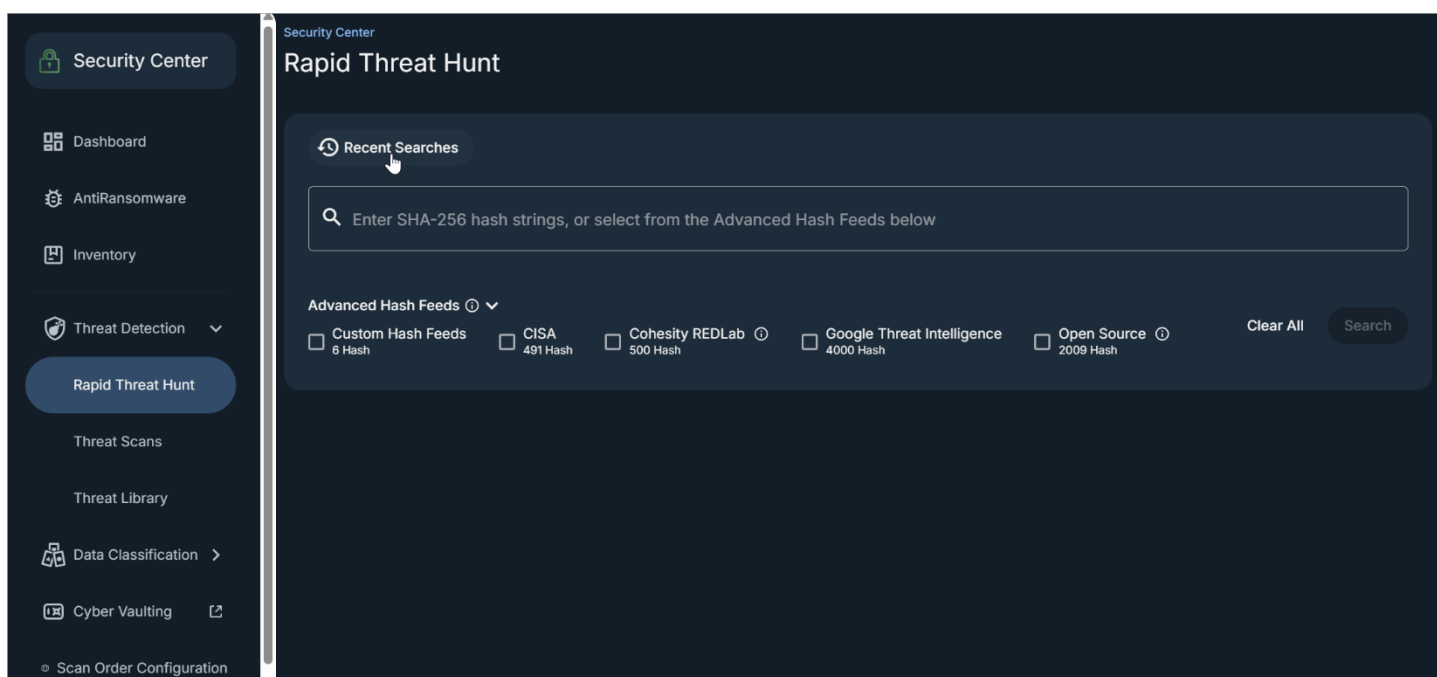 Security Center
Dashboard
AntiRansomware
Inventory
Threat Detection
Rapid Threat Hunt
Threat Scans
Threat Library
Data Classification
Cyber Vaulting
Scan Order Configuration
Security Center
Rapid Threat Hunt
Recent Searches
Enter SHA-256 hash strings, or select from the Advanced Hash Feeds below
Advanced Hash Feeds
Custom Hash Feeds
6 Hash
CISA
491 Hash
Cohesity REDLab
500 Hash
Google Threat Intelligence
4000 Hash
Open Source
2009 Hash
Clear All
Search